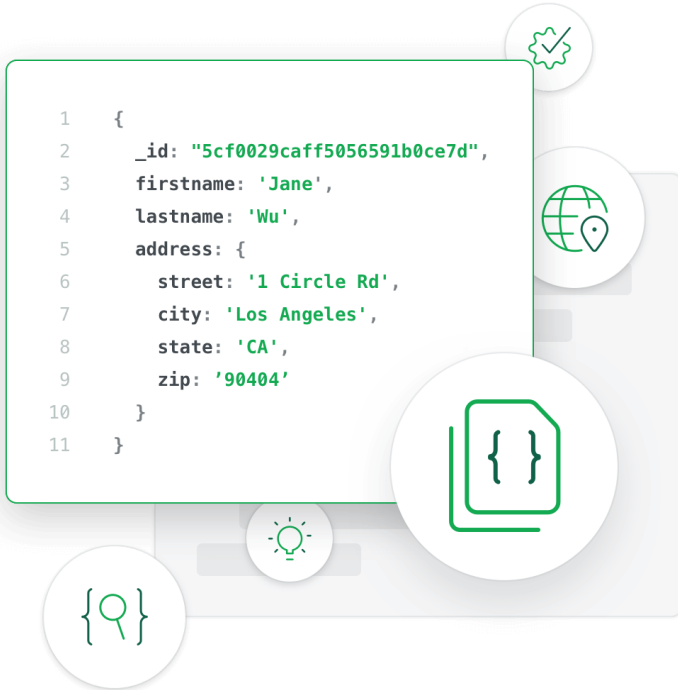 1 {
2 _id: "5cf0029caff5056591b0ce7d",
3 firstname: 'Jane',
4 lastname: 'Wu',
5 address: {
6 street: '1 Circle Rd',
7 city: 'Los Angeles',
8 state: 'CA',
9 zip: ’90404’
10 }
11 }
{ }
{ }